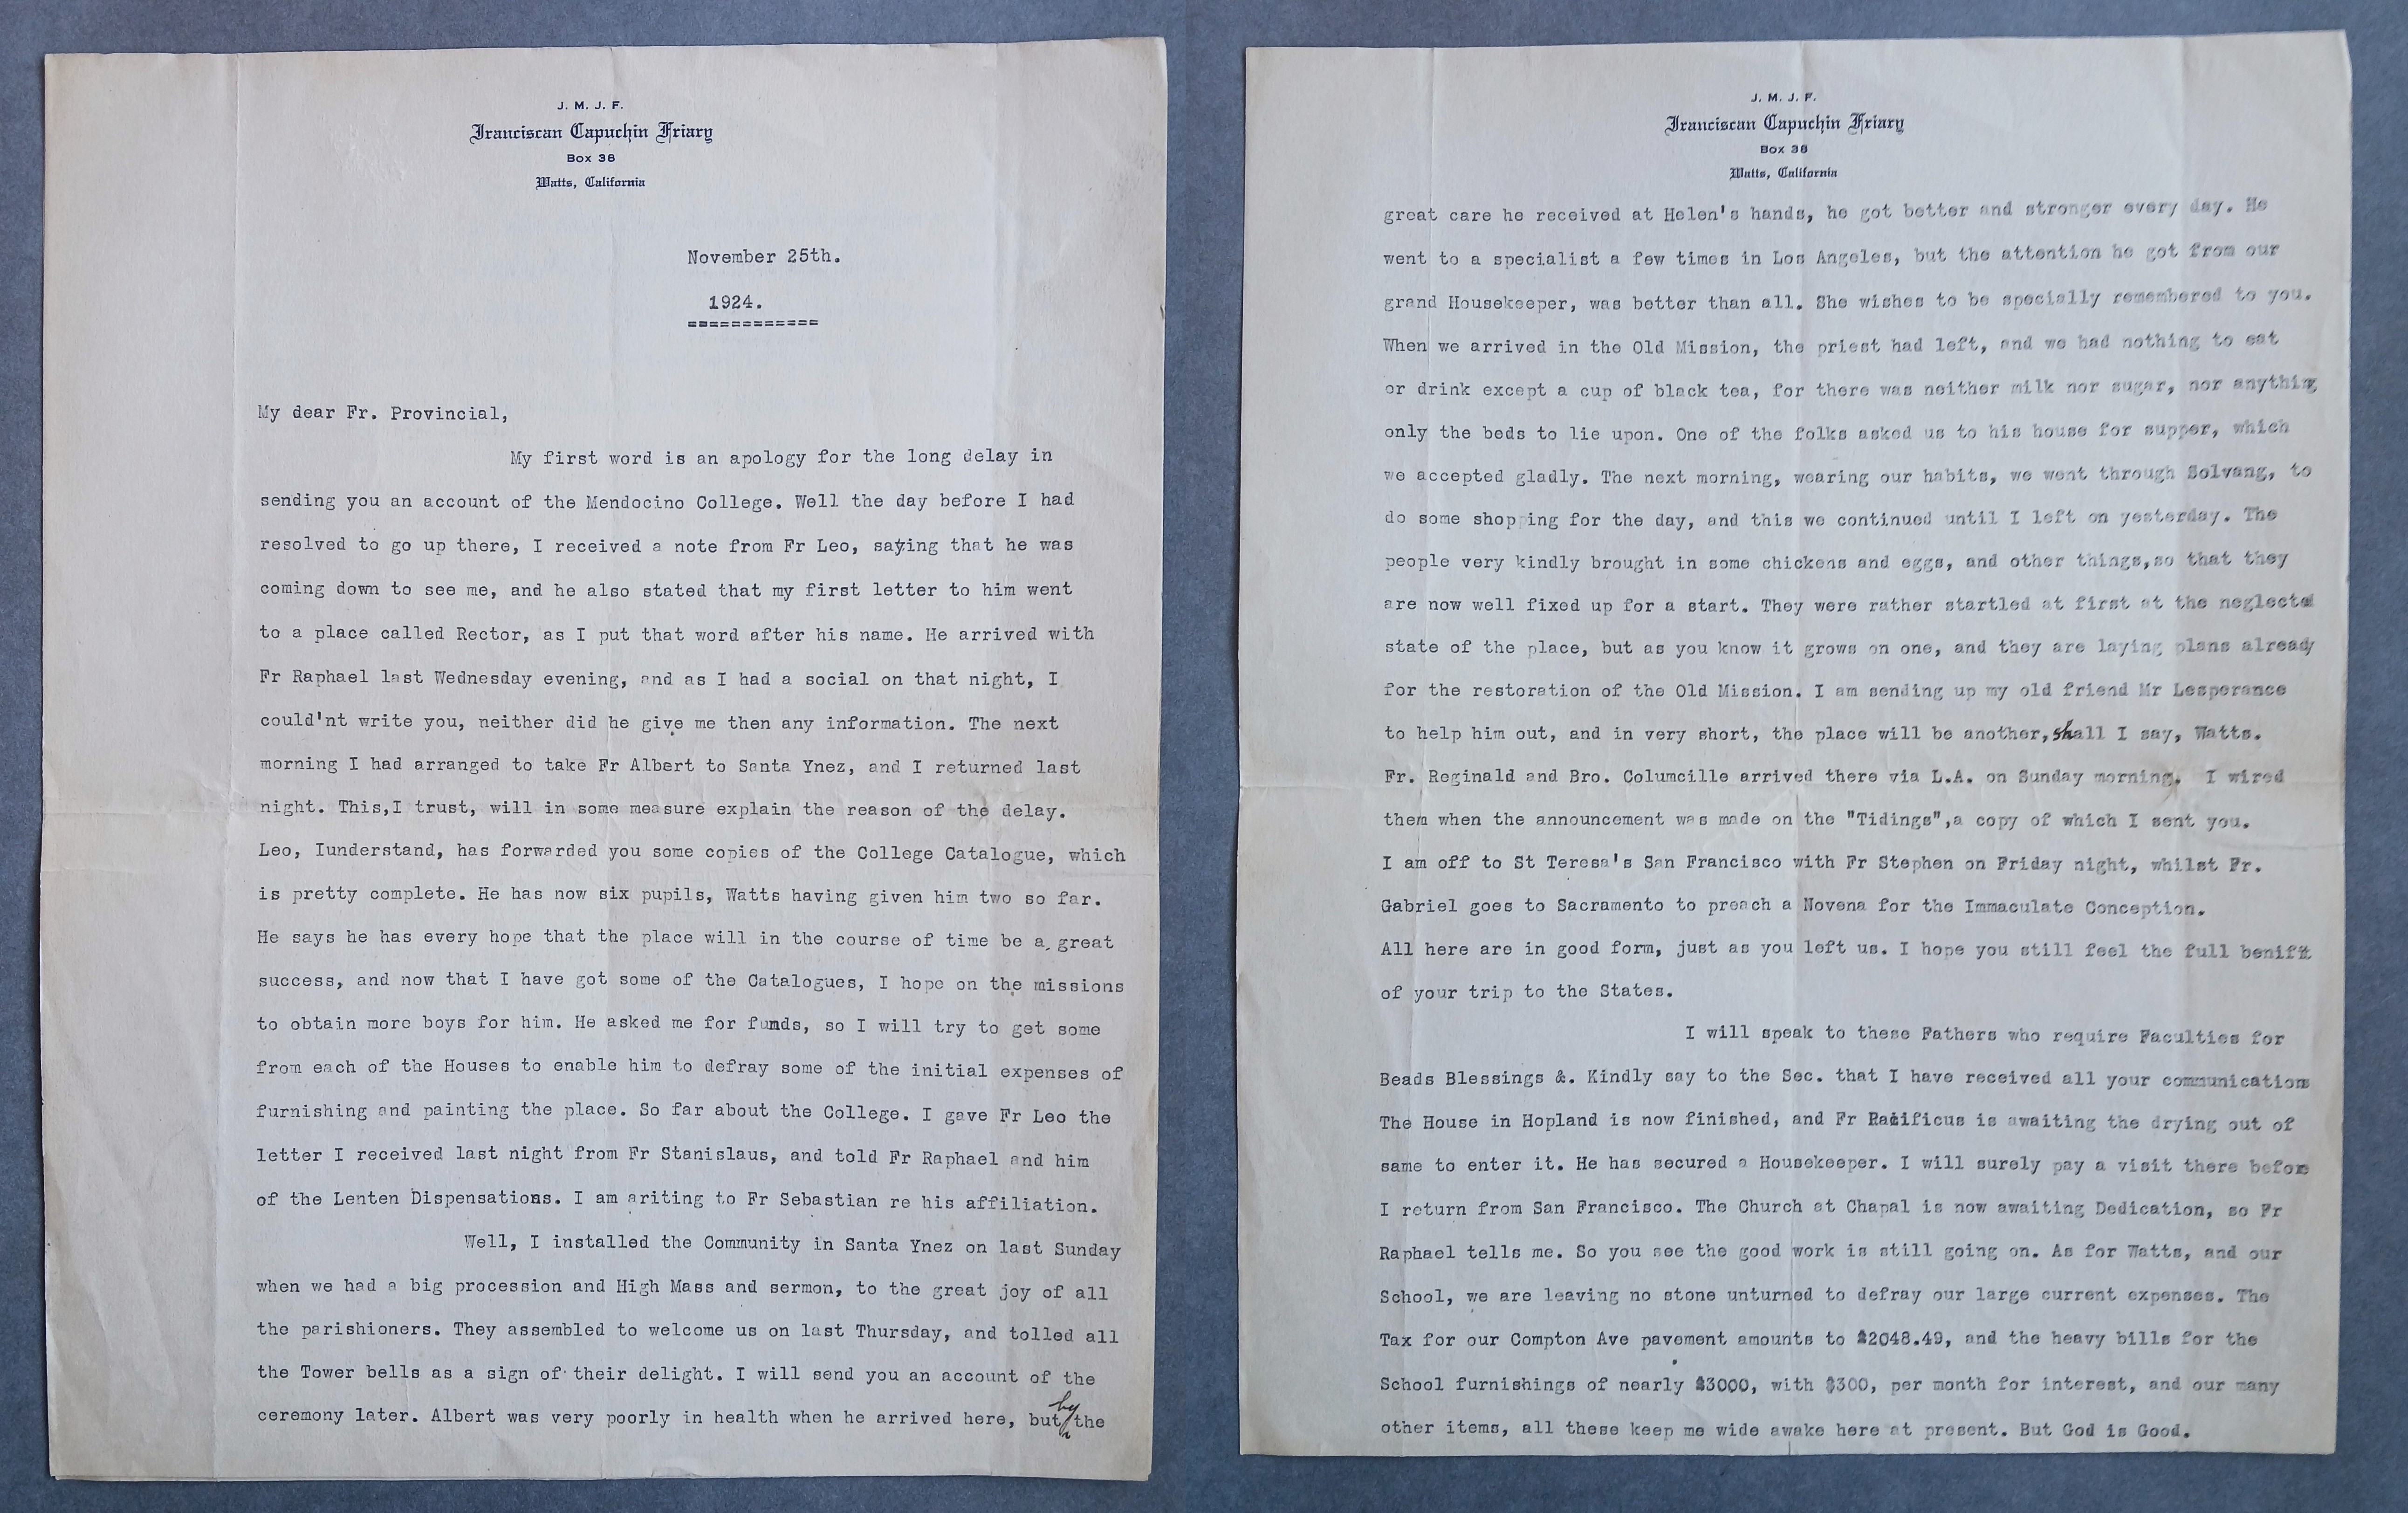 J. M. J. F.
Franciscan Capuchin Friary
Box 38
Watts, California
November 25th.
1924.
============
My dear Fr. Provincial,
My first word is an apology for the long delay in
sending you an account of the Mendocino College. Well the day before I had
resolved to go up there, I received a note from Fr Leo, saying that he was
coming down to see me, and he also stated that my first letter to him went
to a place called Rector, as I put that word after his name. He arrived with
Fr Raphael last Wednesday evening, and as I had a social on that night, I
could'nt write you, neither did he give me then any information. The next
morning I had arranged to take Fr Albert to Santa Ynez, and I returned last
night. This,I trust, will in some measure explain the reason of the delay.
Leo, Iunderstand, has forwarded you some copies of the College Catalogue, which
is pretty complete. He has now six pupils, Watts having given him two so far.
He says he has every hope that the place will in the course of time be a great
success, and now that I have got some of the Catalogues, I hope on the missions
to obtain more boys for him. He asked me for funds, so I will try to get some
from each of the Houses to enable him to defray some of the initial expenses of
furnishing and painting the place. So far about the College. I gave Fr Leo the
letter I received last night from Fr Stanislaus, and told Fr Raphael and him
of the Lenten Dispensations. I am ariting to Fr Sebastian re his affiliation.
Well, I installed the Community in Santa Ynez on last Sunday
when we had a big procession and High Mass and sermon, to the great joy of all
the parishioners. They assembled to welcome us on last Thursday, and tolled all
the Tower bells as a sign of their delight. I will send you an account of the
ceremony later. Albert was very poorly in health when he arrived here, but by the
J. M. J. F.
Franciscan Capuchin Friary
Box 38
Watts, California
great care he received at Helen's hands, he got better and stronger every day. He
went to a specialist a few times in Los Angeles, but the attention he got from our
grand Housekeeper, was better than all. She wishes to be specially remembered to you.
When we arrived in the Old Mission, the priest had left, and we had nothing to eat
or drink except a cup of black tea, for there was neither milk nor sugar, nor anything
only the beds to lie upon. One of the folks asked us to his house for supper, which
we accepted gladly. The next morning, wearing our habits, we went through Solvang, to
do some shopping for the day, and this we continued until I left on yesterday. The
people very kindly brought in some chickens and eggs, and other things,so that they
are now well fixed up for a start. They were rather startled at first at the neglected
state of the place, but as you know it grows on one, and they are laying plans already
for the restoration of the Old Mission. I am sending up my old friend Mr Lesperance
to help him out, and in very short, the place will be another,shall I say, Watts.
Fr. Reginald and Bro. Columcille arrived there via L.A. on Sunday morning. I wired
them when the announcement was made on the "Tidings",a copy of which I sent you.
I am off to St Teresa's San Francisco with Fr Stephen on Friday night, whilst Fr.
Gabriel goes to Sacramento to preach a Novena for the Immaculate Conception.
All here are in good form, just as you left us. I hope you still feel the full benifit
of your trip to the States.
I will speak to these Fathers who require Faculties for
Beads Blessings &. Kindly say to the Sec. that I have received all your communications
The House in Hopland is now finished, and Fr Pacificus is awaiting the drying out of
same to enter it. He has secured a Housekeeper. I will surely pay a visit there before
I return from San Francisco. The Church at Chapal is now awaiting Dedication, so Fr
Raphael tells me. So you see the good work is still going on. As for Watts, and our
School, we are leaving no stone unturned to defray our large current expenses. The
Tax for our Compton Ave pavement amounts to $2048.49, and the heavy bills for the
School furnishings of nearly $3000, with $300, per month for interest, and our many
other items, all these keep me wide awake here at present. But God is Good.